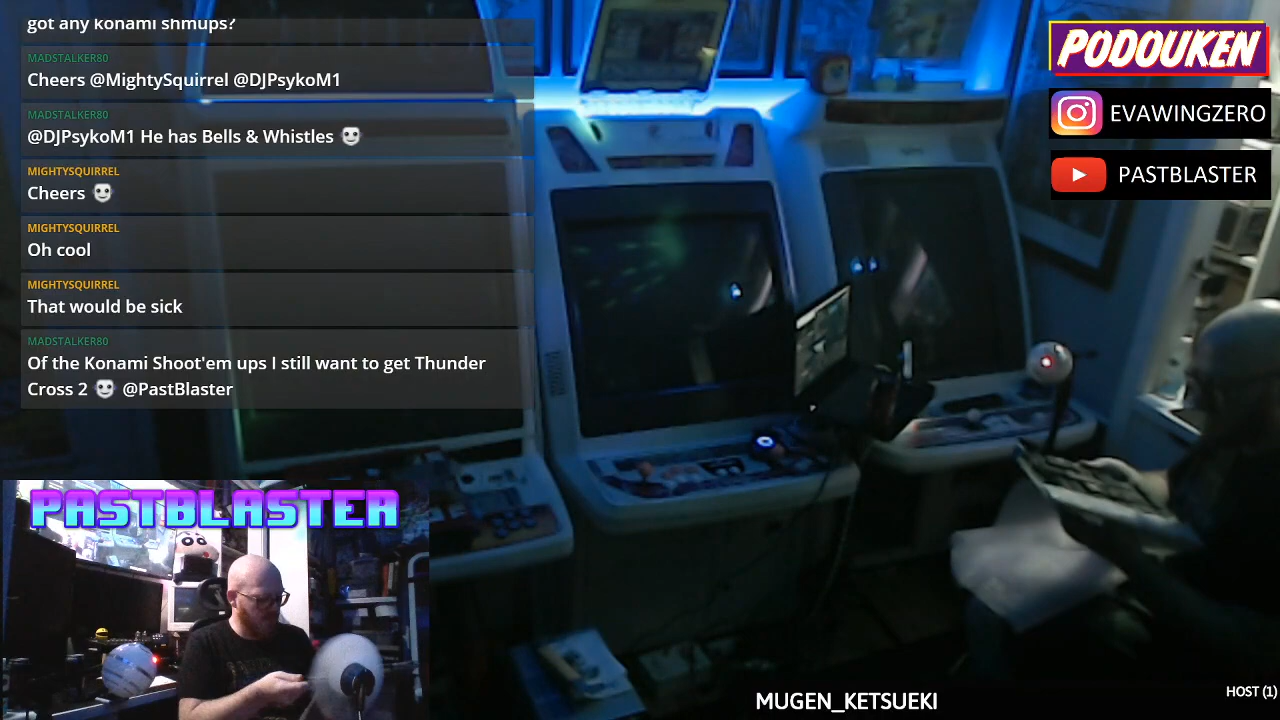 got any konami shmups?
MADSTALKER80
Cheers @MightySquirrel @DJPsykoM1
MADSTALKER80
@DJPsykoM1 He has Bells & Whistles
MIGHTYSQUIRREL
Cheers
MIGHTYSQUIRREL
Oh cool
MIGHTYSQUIRREL
That would be sick
MADSTALKER80
Of the Konami Shoot'em ups I still want to get Thunder
Cross 2 @PastBlaster
PODOUKEN
EVAWINGZERO
PASTBLASTER
PASTBLASTER
MUGEN_KETSUEKI
HOST (1)